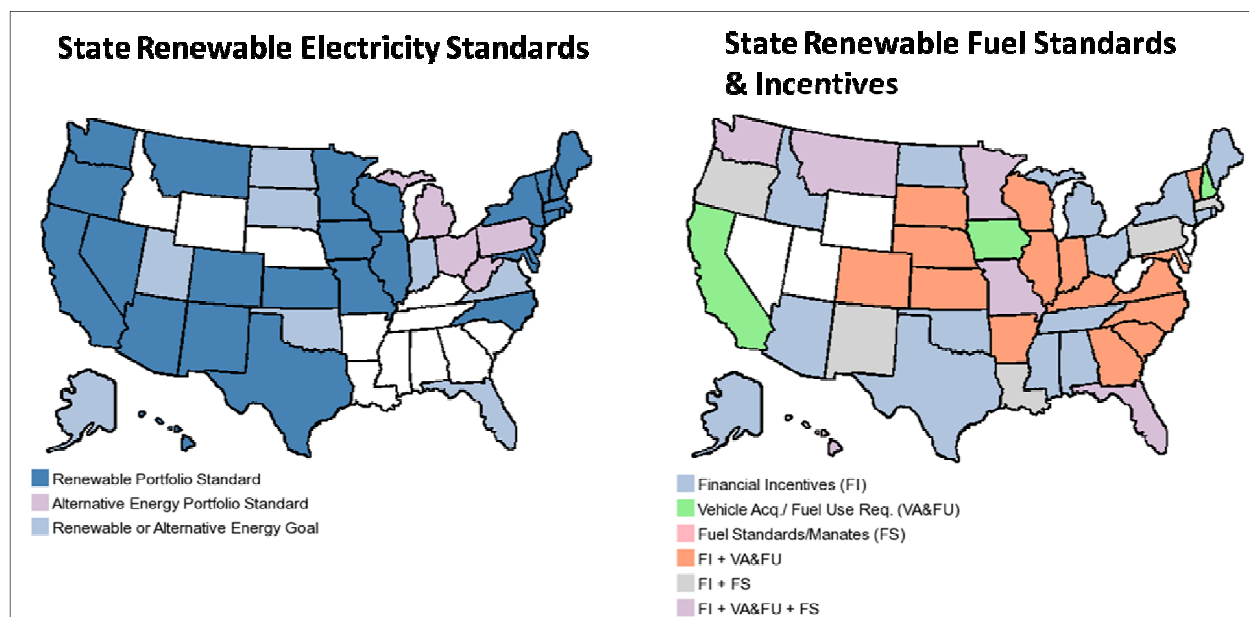 State Renewable Electricity Standards
Renewable Portfolio Standard
Alternative Energy Portfolio Standard
Renewable or Alternative Energy Goal
State Renewable Fuel Standards
& Incentives
Financial Incentives (FI)
Vehicle Acq./ Fuel Use Req. (VA&FU)
Fuel Standards/Manates (FS)
FI + VA&FU
FI + FS
FI + VA&FU + FS